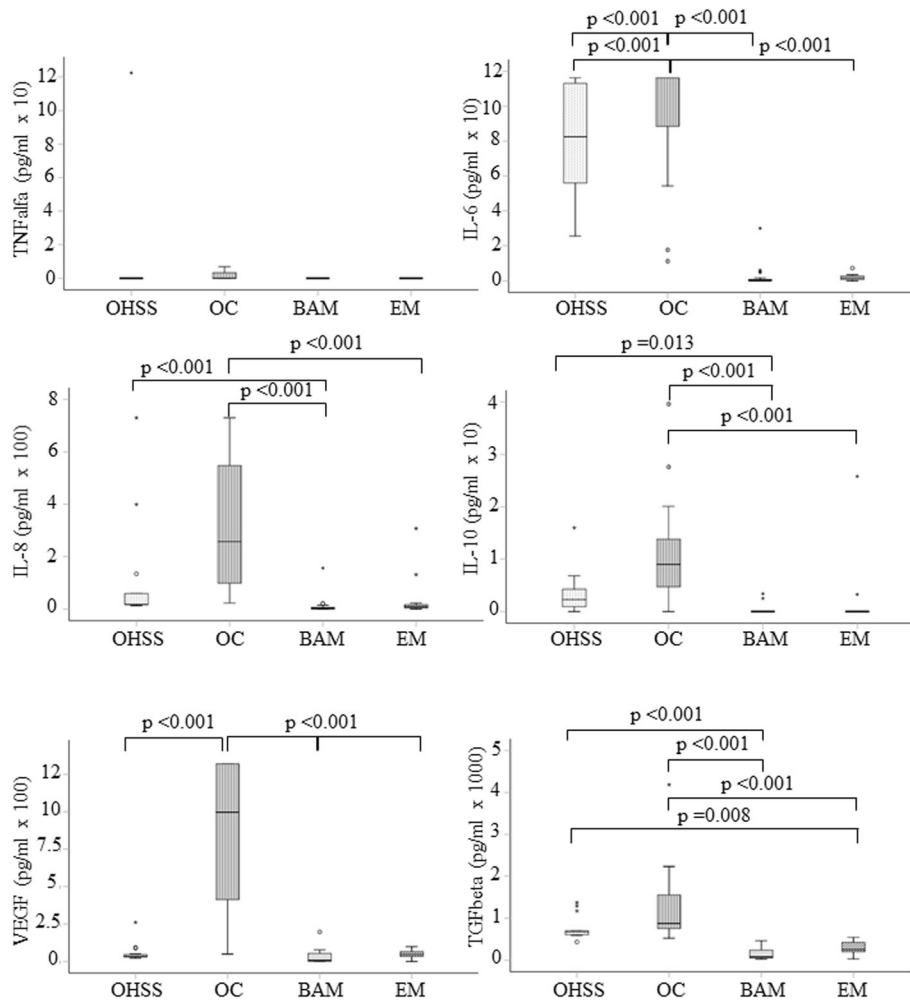 p <0.001 p <0.001
p <0.001 p <0.001
TNFalfa (pg/ml x 10)
12
10
8
6
4
2
0
OHSS OC BAM EM
IL-6 (pg/ml x 10)
12
10
8
6
4
2
0
OHSS OC BAM EM
p <0.001
p <0.001
p <0.001
IL-8 (pg/ml x 100)
8
6
4
2
0
OHSS OC BAM EM
p =0.013
p <0.001
p <0.001
IL-10 (pg/ml x 10)
4
3
2
1
0
OHSS OC BAM EM
p <0.001 p <0.001
VEGF (pg/ml x 100)
12
10
7.5
5
2.5
0.
OHSS OC BAM EM
p <0.001
p <0.001
p <0.001
p =0.008
TGFbeta (pg/ml x 1000)
5
4
3
2
1
0
OHSS OC BAM EM